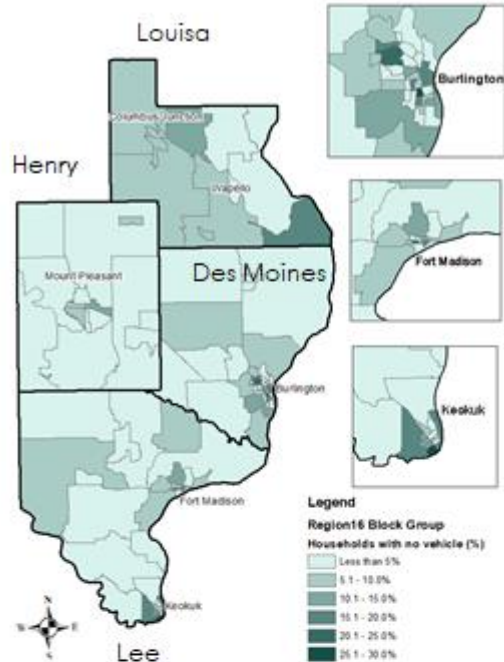 Louisa
Columbus Junction
Burlington
Henry
Wapello
Mount Pleasant
Des Moines
Fort Madison
Burlington
Keokuk
Fort Madison
Legend
Region16 Block Group
Households with no vehicle (%)
Less than 5%
5.1 - 10.0%
10.1 - 15.0%
15.1 - 20.0%
20.1 - 25.0%
25.1 - 30.0%
Keokuk
N
W E
S
Lee